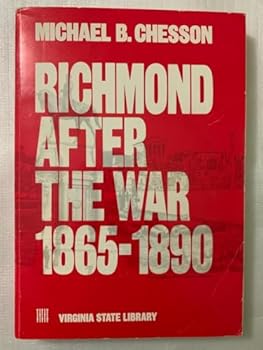 MICHAEL B. CHESSON
RICHMOND
AFTER
THE WAR
1865-1890
VIRGINIA STATE LIBRARY